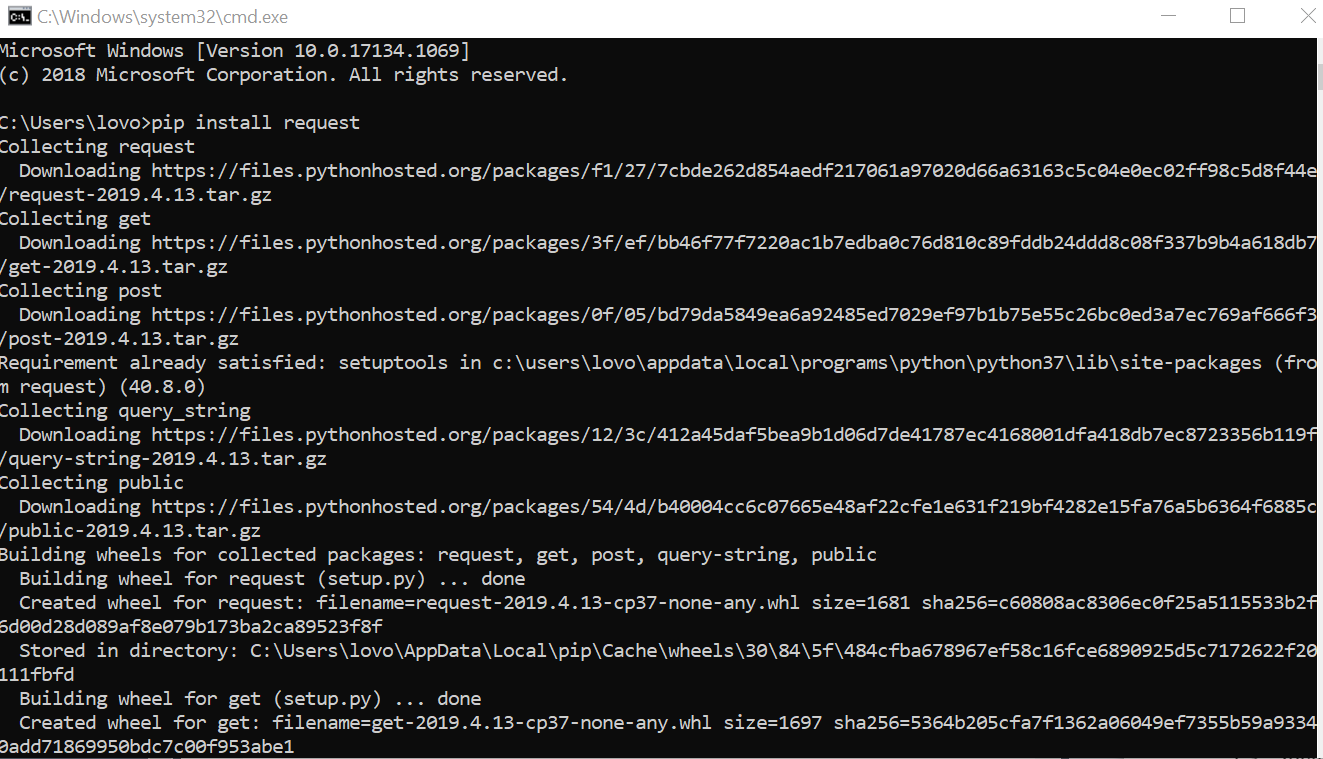 C:\Windows\system32\cmd.exe
Microsoft Windows [Version 10.0.17134.1069]
(c) 2018 Microsoft Corporation. All rights reserved.
C:\Users\lovo>pip install request
Collecting request
Downloading https://files.pythonhosted.org/packages/f1/27/7cbde262d854aedf217061a97020d66a63163c5c04e0ec02ff98c5d8f44e
/request-2019.4.13.tar.gz
Collecting get
Downloading https://files.pythonhosted.org/packages/3f/ef/bb46f77f7220ac1b7edba0c76d810c89fddb24ddd8c08f337b9b4a618db7
/get-2019.4.13.tar.gz
Collecting post
Downloading https://files.pythonhosted.org/packages/0f/05/bd79da5849ea6a92485ed7029ef97b1b75e55c26bc0ed3a7ec769af666f3
/post-2019.4.13.tar.gz
Requirement already satisfied: setuptools in c:\users\lovo\appdata\local\programs\python\python37\lib\site-packages (fro
m request) (40.8.0)
Collecting query_string
Downloading https://files.pythonhosted.org/packages/12/3c/412a45daf5bea9b1d06d7de41787ec4168001dfa418db7ec8723356b119f
/query-string-2019.4.13.tar.gz
Collecting public
Downloading https://files.pythonhosted.org/packages/54/4d/b40004cc6c07665e48af22cfe1e631f219bf4282e15fa76a5b6364f6885c
/public-2019.4.13.tar.gz
Building wheels for collected packages: request, get, post, query-string, public
Building wheel for request (setup.py) ... done
Created wheel for request: filename=request-2019.4.13-cp37-none-any.whl size=1681 sha256=c60808ac8306ec0f25a5115533b2f
6d00d28d089af8e079b173ba2ca89523f8f
Stored in directory: C:\Users\lovo\AppData\Local\pip\Cache\wheels\30\84\5f\484cfba678967ef58c16fce6890925d5c7172622f20
111fbfd
Building wheel for get (setup.py) ... done
Created wheel for get: filename=get-2019.4.13-cp37-none-any.whl size=1697 sha256=5364b205cfa7f1362a06049ef7355b59a9334
0add71869950bdc7c00f953abe1